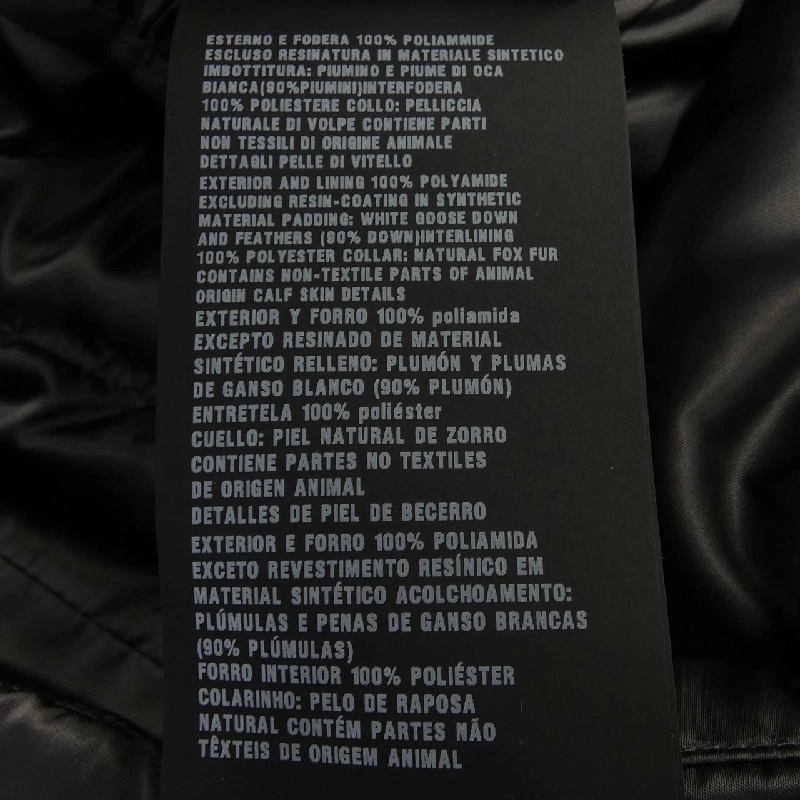 ESTERNO E FODERA 100% POLIAMMIDE
ESCLUSO RESINATURA IN MATERIALE SINTETICO
IMBOTTITURA: PIUMINO E PIUME DI OCA
BIANCA(90%PIUMINI)INTERFODERA
100% POLIESTERE COLLO: PELLICCIA
NATURALE DI VOLPE CONTIENE PARTI
NON TESSILI DI ORIGINE ANIMALE
DETTAGLI PELLE DI VITELLO
EXTERIOR AND LINING 100% POLYAMIDE
EXCLUDING RESIN-COATING IN SYNTHETIC
MATERIAL PADDING: WHITE GOOSE DOWN
AND FEATHERS (90% DOWN)INTERLINING
100% POLYESTER COLLAR: NATURAL FOX FUR
CONTAINS NON-TEXTILE PARTS OF ANIMAL
ORIGIN CALF SKIN DETAILS
EXTERIOR Y FORRO 100% poliamida
EXCEPTO RESINADO DE MATERIAL
SINTÉTICO RELLENO: PLUMÓN Y PLUMAS
DE GANSO BLANCO (90% PLUMÓN)
ENTRETELA 100% poliéster
CUELLO: PIEL NATURAL DE ZORRO
CONTIENE PARTES NO TEXTILES
DE ORIGEN ANIMAL
DETALLES DE PIEL DE BECERRO
EXTERIOR E FORRO 100% POLIAMIDA
EXCETO REVESTIMENTO RESÍNICO EM
MATERIAL SINTÉTICO ACOLCHOAMENTO:
PLÚMULAS E PENAS DE GANSO BRANCAS
(90% PLÚMULAS)
FORRO INTERIOR 100% POLIÉSTER
COLARINHO: PELO DE RAPOSA
NATURAL CONTÉM PARTES NÃO
TÊXTEIS DE ORIGEM ANIMAL